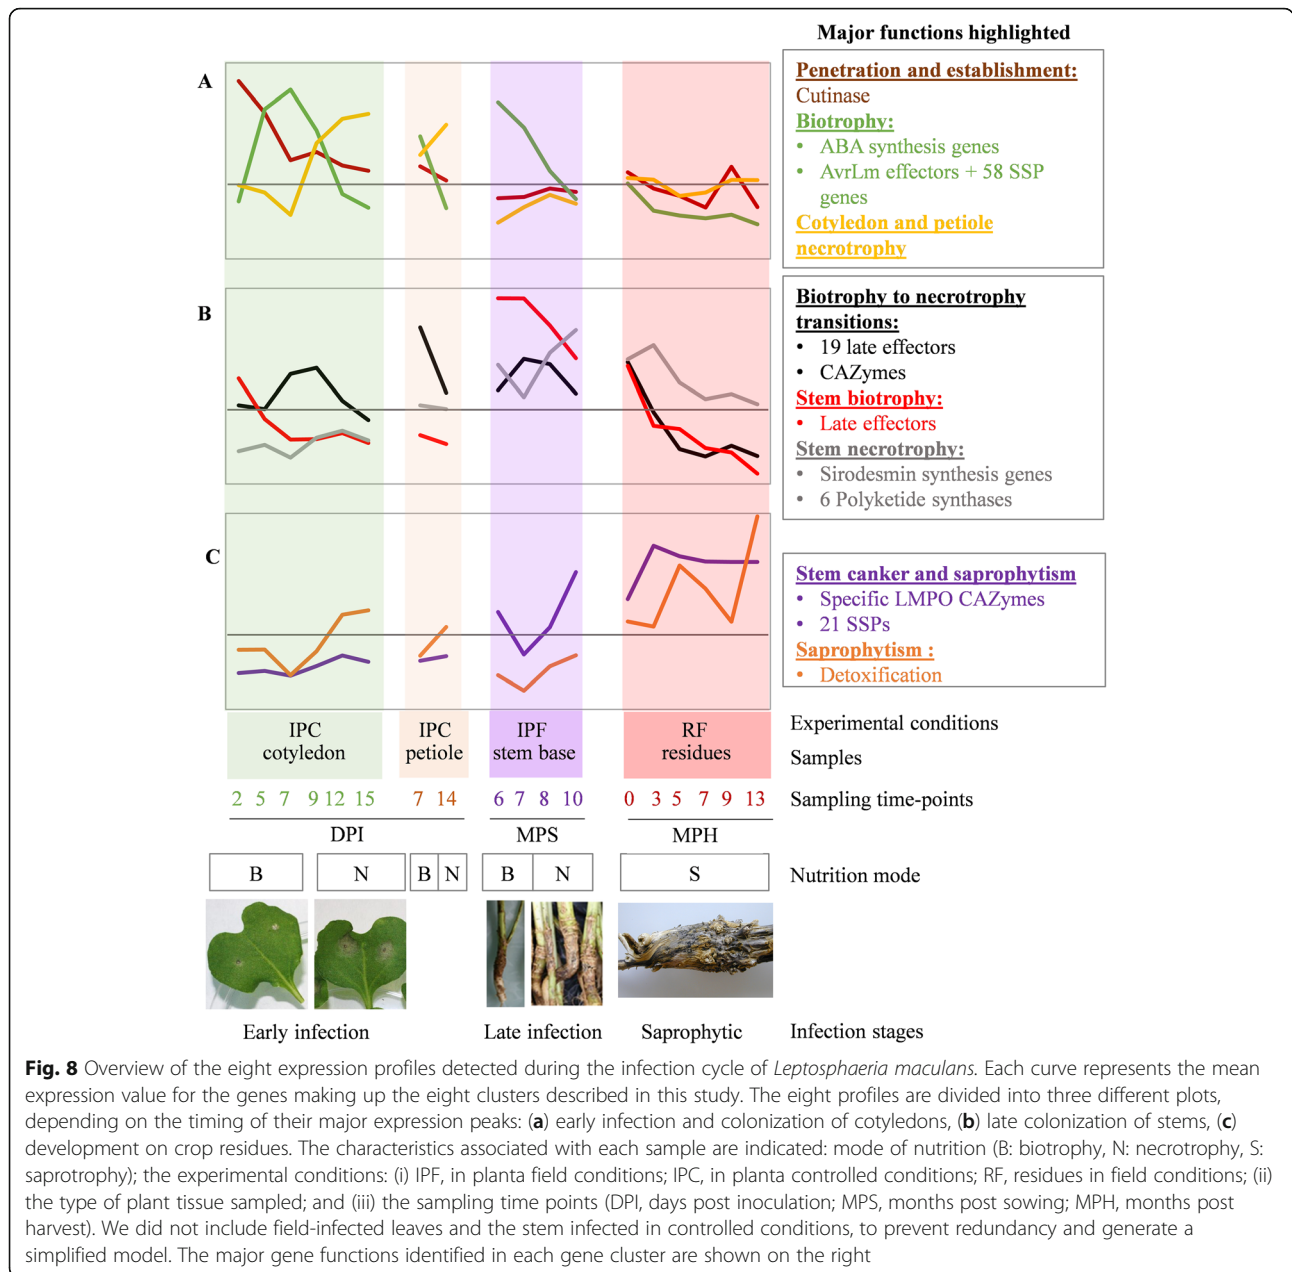 Major functions highlighted
A
Penetration and establishment:
Cutinase
Biotrophy:
• ABA synthesis genes
• AvrLm effectors + 58 SSP
genes
Cotyledon and petiole
necrotrophy
B
Biotrophy to necrotrophy
transitions:
• 19 late effectors
• CAZymes
Stem biotrophy:
• Late effectors
Stem necrotrophy:
• Sirodesmin synthesis genes
• 6 Polyketide synthases
C
Stem canker and saprophytism
• Specific LMPO CAZymes
• 21 SSPs
Saprophytism :
• Detoxification
IPC IPC IPF RF Experimental conditions
cotyledon petiole stem base residues Samples
2 5 7 9 12 15 7 14 6 7 8 10 0 3 5 7 9 13 Sampling time-points
DPI MPS MPH
B N B N B N S Nutrition mode
Early infection Late infection Saprophytic Infection stages
Fig. 8 Overview of the eight expression profiles detected during the infection cycle of Leptosphaeria maculans. Each curve represents the mean
expression value for the genes making up the eight clusters described in this study. The eight profiles are divided into three different plots,
depending on the timing of their major expression peaks: (a) early infection and colonization of cotyledons, (b) late colonization of stems, (c)
development on crop residues. The characteristics associated with each sample are indicated: mode of nutrition (B: biotrophy, N: necrotrophy, S:
saprotrophy); the experimental conditions: (i) IPF, in planta field conditions; IPC, in planta controlled conditions; RF, residues in field conditions; (ii)
the type of plant tissue sampled; and (iii) the sampling time points (DPI, days post inoculation; MPS, months post sowing; MPH, months post
harvest). We did not include field-infected leaves and the stem infected in controlled conditions, to prevent redundancy and generate a
simplified model. The major gene functions identified in each gene cluster are shown on the right